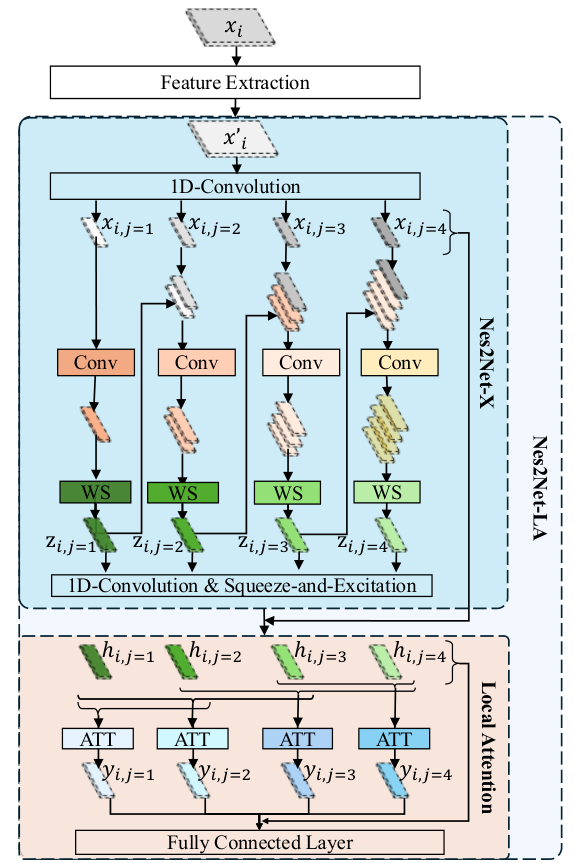 x_i
Feature Extraction
x'_i
1D-Convolution
x_{i,j=1} x_{i,j=2} x_{i,j=3} x_{i,j=4}
Conv Conv Conv Conv
WS WS WS WS
z_{i,j=1} z_{i,j=2} z_{i,j=3} z_{i,j=4}
1D-Convolution & Squeeze-and-Excitation
Nes2Net-X
Nes2Net-LA
h_{i,j=1} h_{i,j=2} h_{i,j=3} h_{i,j=4}
ATT ATT ATT ATT
y_{i,j=1} y_{i,j=2} y_{i,j=3} y_{i,j=4}
Local Attention
Fully Connected Layer